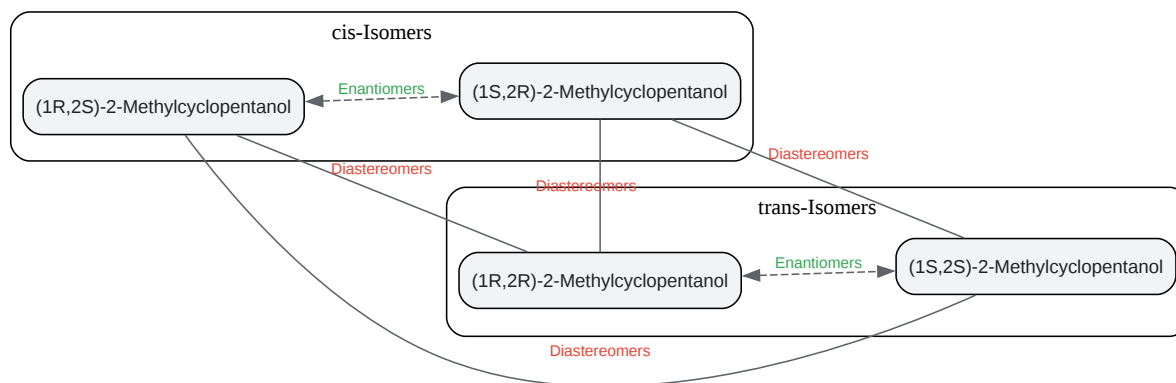 cis-Isomers
(1R,2S)-2-Methylcyclopentanol
Enantiomers
(1S,2R)-2-Methylcyclopentanol
Diastereomers
Diastereomers
Diastereomers
trans-Isomers
(1R,2R)-2-Methylcyclopentanol
Enantiomers
(1S,2S)-2-Methylcyclopentanol
Diastereomers